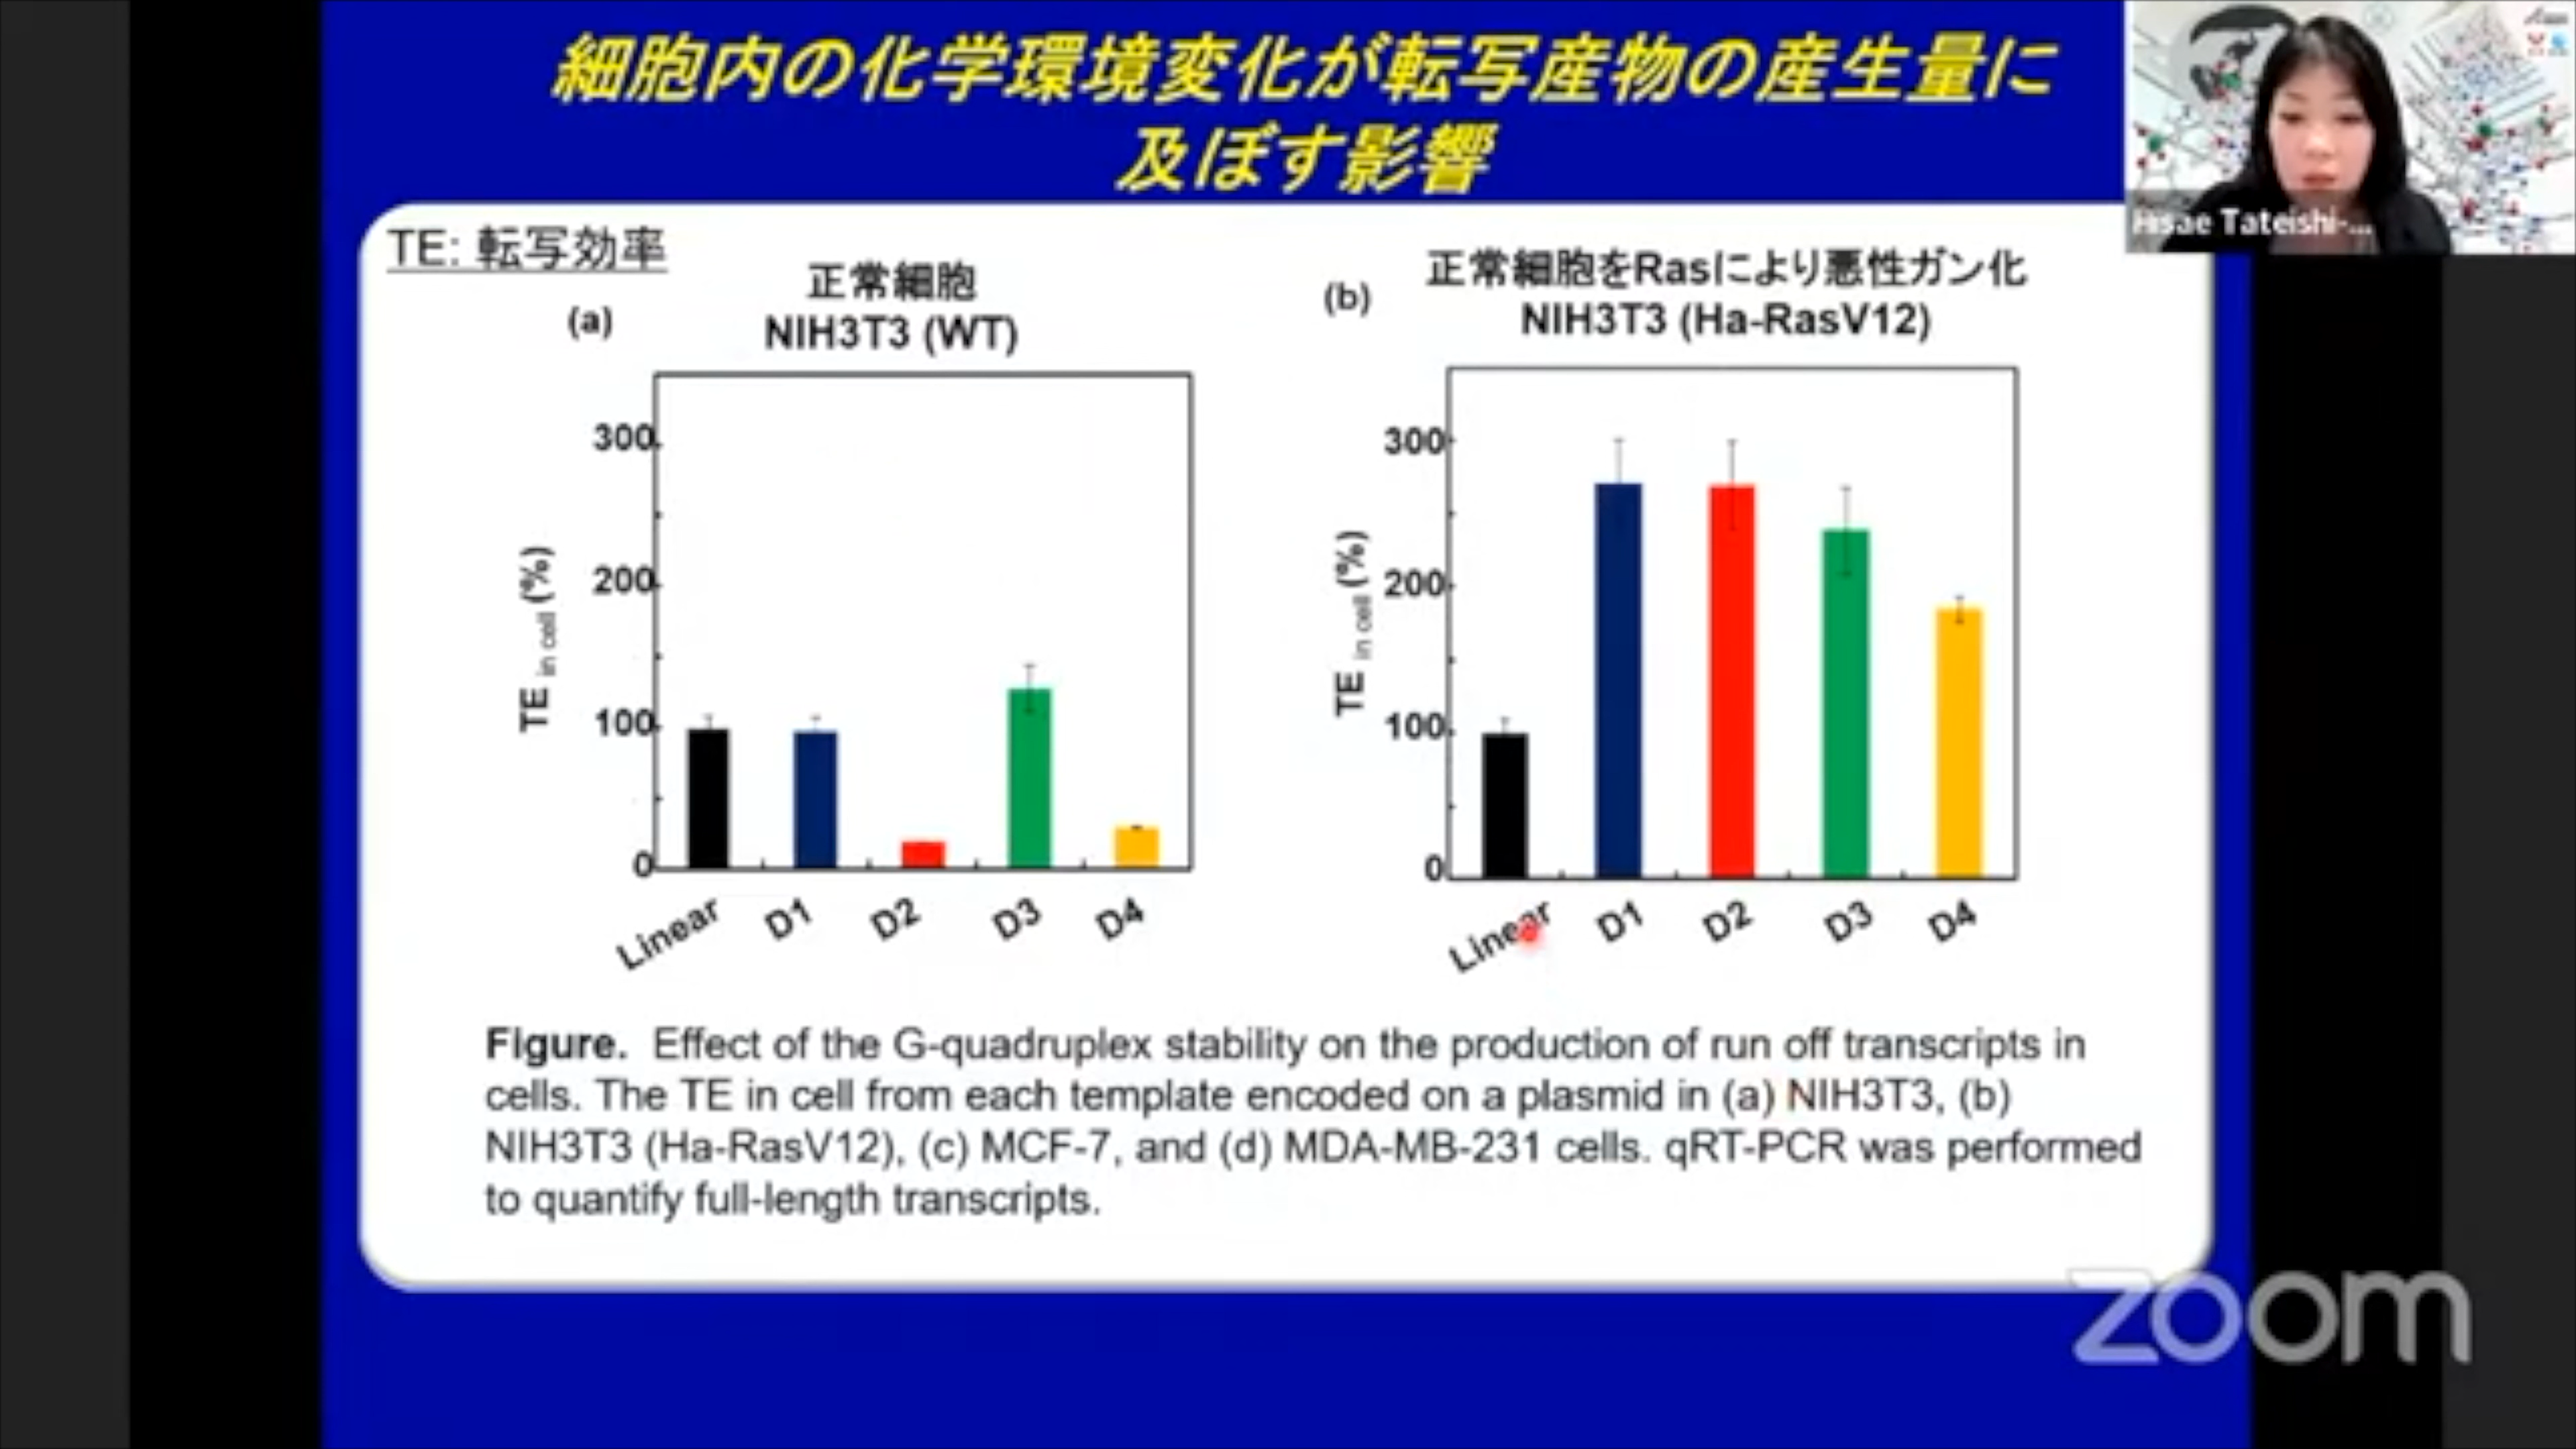 細胞内の化学環境変化が転写産物の産生量に
及ぼす影響
Hisae Tateishi-...
TE: 転写効率
(a)
正常細胞
NIH3T3 (WT)
TE in cell (%)
300
200
100
0
Linear D1 D2 D3 D4
(b)
正常細胞をRasにより悪性ガン化
NIH3T3 (Ha-RasV12)
TE in cell (%)
300
200
100
0
Linear D1 D2 D3 D4
Figure. Effect of the G-quadruplex stability on the production of run off transcripts in
cells. The TE in cell from each template encoded on a plasmid in (a) NIH3T3, (b)
NIH3T3 (Ha-RasV12), (c) MCF-7, and (d) MDA-MB-231 cells. qRT-PCR was performed
to quantify full-length transcripts.
zoom